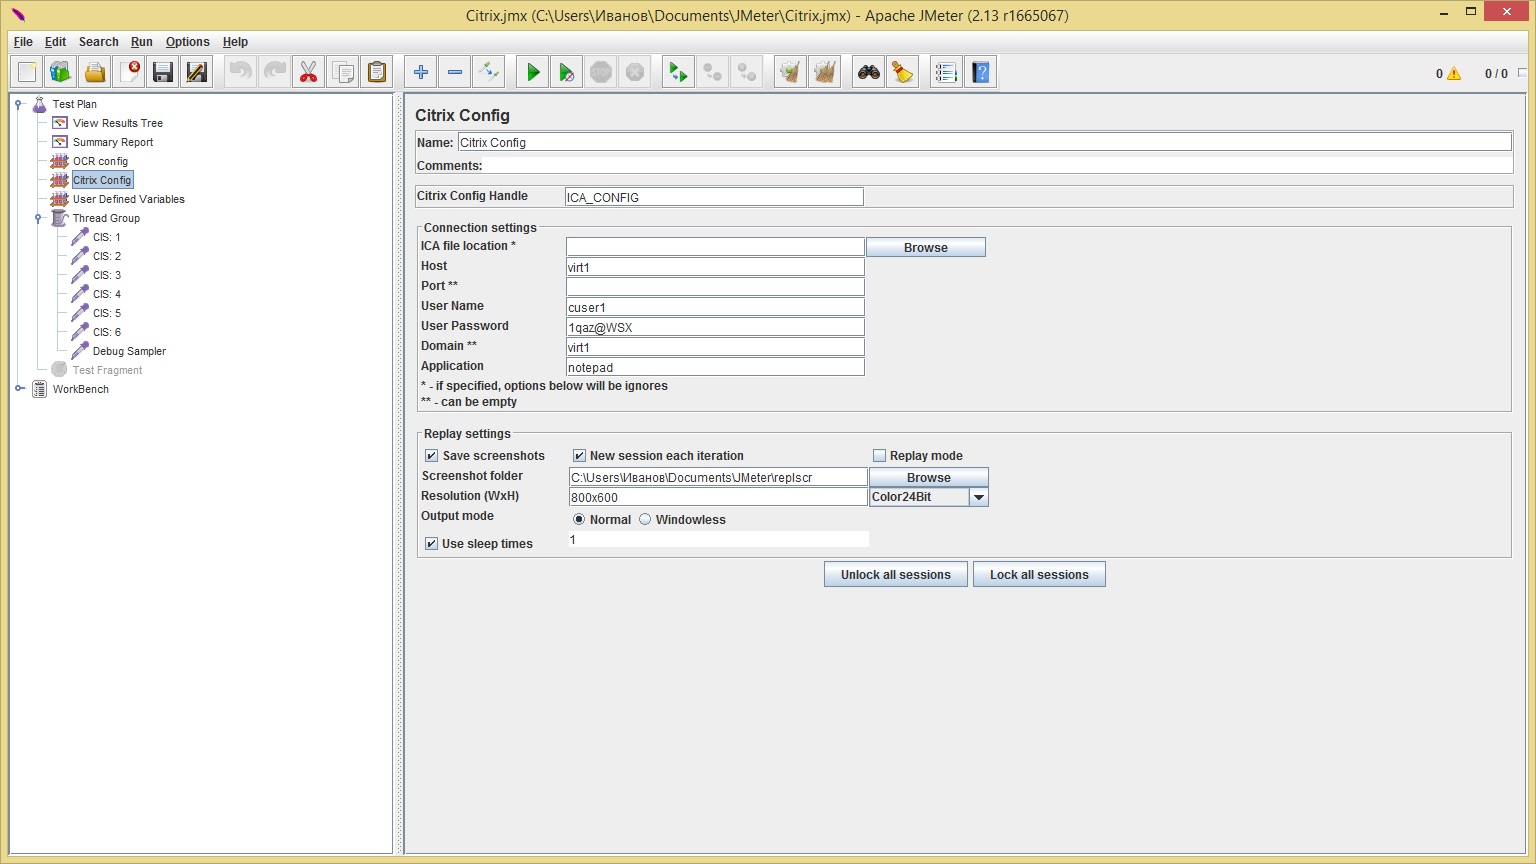 Citrix.jmx (C:\Users\Иванов\Documents\JMeter\Citrix.jmx) - Apache JMeter (2.13 r1665067)
File Edit Search Run Options Help
0 0 / 0
Test Plan
View Results Tree
Summary Report
OCR config
Citrix Config
User Defined Variables
Thread Group
CIS: 1
CIS: 2
CIS: 3
CIS: 4
CIS: 5
CIS: 6
Debug Sampler
Test Fragment
WorkBench
Citrix Config
Name: Citrix Config
Comments:
Citrix Config Handle ICA_CONFIG
Connection settings
ICA file location * Browse
Host virt1
Port **
User Name cuser1
User Password 1qaz@WSX
Domain ** virt1
Application notepad
* - if specified, options below will be ignores
** - can be empty
Replay settings
Save screenshots New session each iteration Replay mode
Screenshot folder C:\Users\Иванов\Documents\JMeter\replscr Browse
Resolution (WxH) 800x600 Color24Bit
Output mode Normal Windowless
Use sleep times 1
Unlock all sessions Lock all sessions